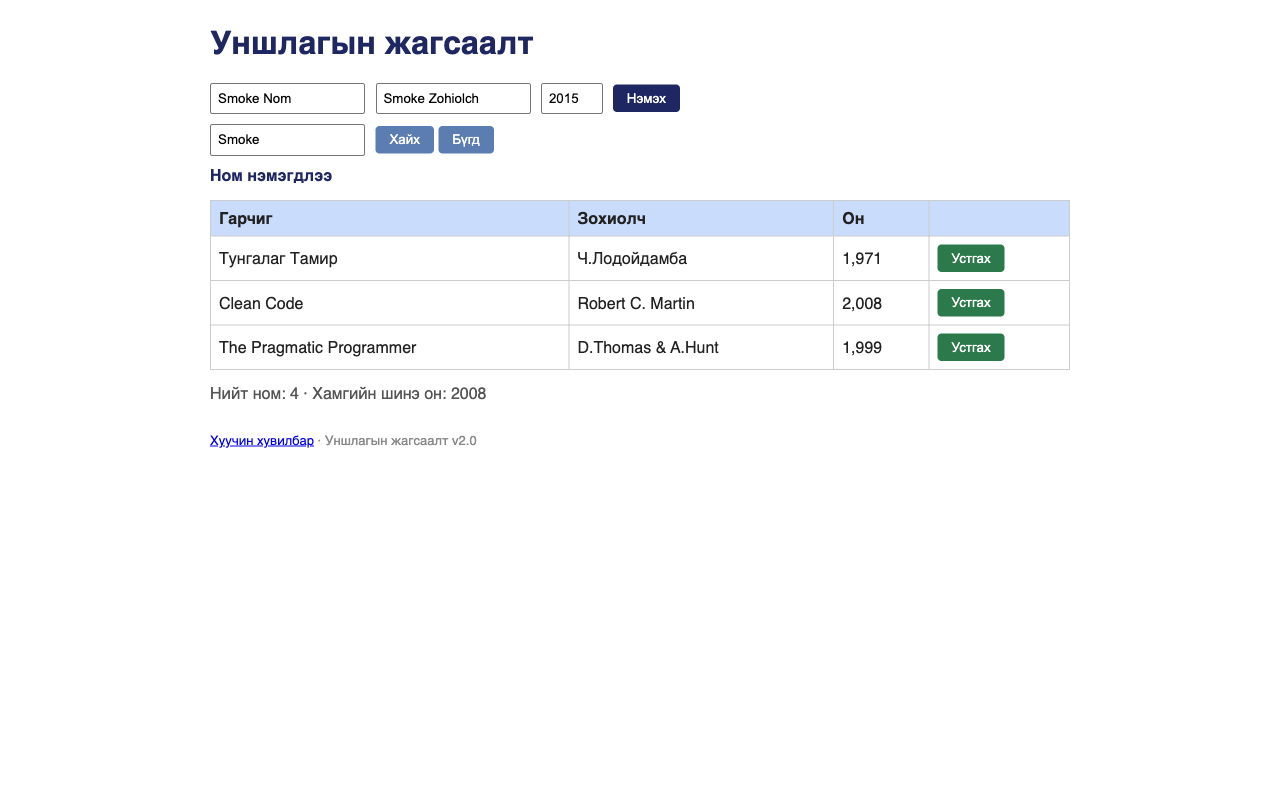 Уншлагын жагсаалт
Smoke Nom Smoke Zohiolch 2015 Нэмэх
Smoke Хайх Бүгд
Ном нэмэгдлээ
Гарчиг Зохиолч Он
Тунгалаг Тамир Ч.Лодойдамба 1,971 Устгах
Clean Code Robert C. Martin 2,008 Устгах
The Pragmatic Programmer D.Thomas & A.Hunt 1,999 Устгах
Нийт ном: 4 · Хамгийн шинэ он: 2008
Хуучин хувилбар · Уншлагын жагсаалт v2.0